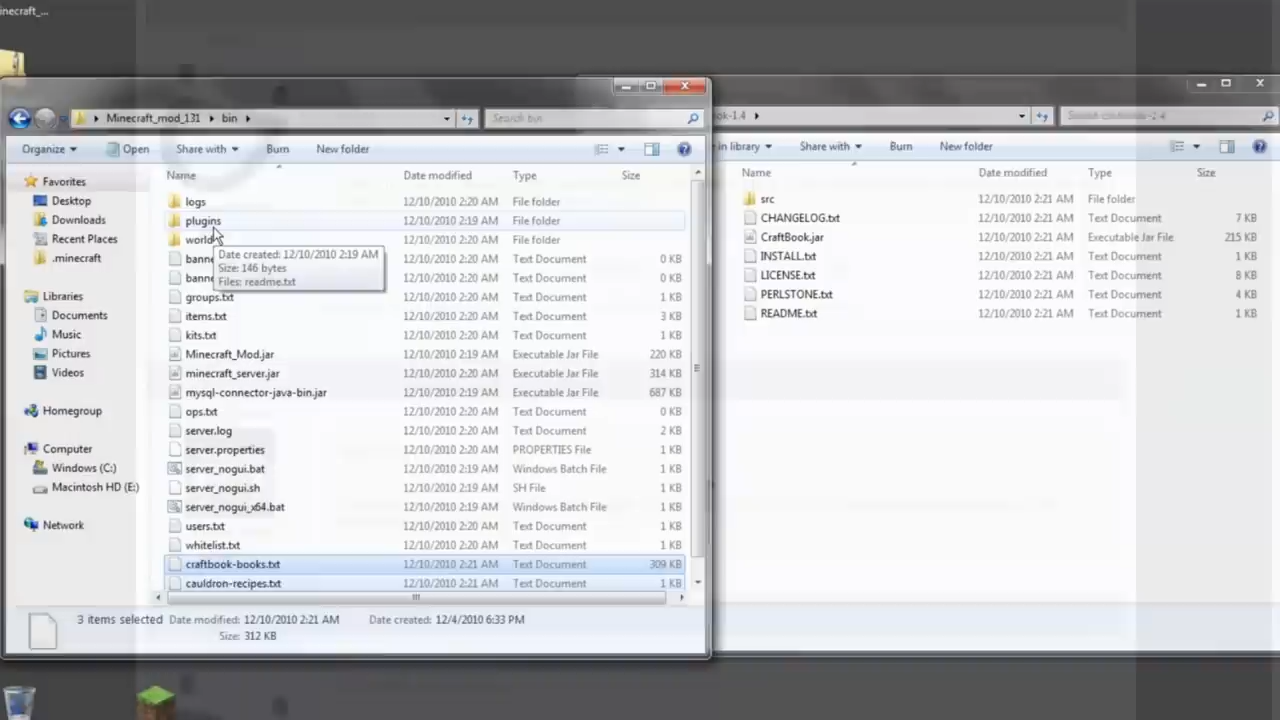 inecraft_...
Minecraft_mod_131 bin
Search bin
Organize Open Share with Burn New folder
Name Date modified Type Size
Favorites
Desktop
Downloads
Recent Places
.minecraft
Libraries
Documents
Music
Pictures
Videos
Homegroup
Computer
Windows (C:)
Macintosh HD (E:)
Network
logs 12/10/2010 2:20 AM File folder
plugins 12/10/2010 2:19 AM File folder
world 12/10/2010 2:20 AM File folder
Date created: 12/10/2010 2:19 AM
Size: 146 bytes
Files: readme.txt
banne 12/10/2010 2:20 AM Text Document 0 KB
banne 12/10/2010 2:20 AM Text Document 0 KB
groups.txt 12/10/2010 2:20 AM Text Document 1 KB
items.txt 12/10/2010 2:20 AM Text Document 3 KB
kits.txt 12/10/2010 2:20 AM Text Document 1 KB
Minecraft_Mod.jar 12/10/2010 2:19 AM Executable Jar File 220 KB
minecraft_server.jar 12/10/2010 2:19 AM Executable Jar File 314 KB
mysql-connector-java-bin.jar 12/10/2010 2:19 AM Executable Jar File 687 KB
ops.txt 12/10/2010 2:20 AM Text Document 0 KB
server.log 12/10/2010 2:20 AM Text Document 2 KB
server.properties 12/10/2010 2:20 AM PROPERTIES File 1 KB
server_nogui.bat 12/10/2010 2:19 AM Windows Batch File 1 KB
server_nogui.sh 12/10/2010 2:19 AM SH File 1 KB
server_nogui_x64.bat 12/10/2010 2:19 AM Windows Batch File 1 KB
users.txt 12/10/2010 2:20 AM Text Document 1 KB
whitelist.txt 12/10/2010 2:20 AM Text Document 1 KB
craftbook-books.txt 12/10/2010 2:21 AM Text Document 309 KB
cauldron-recipes.txt 12/10/2010 2:21 AM Text Document 1 KB
3 items selected Date modified: 12/10/2010 2:21 AM Date created: 12/4/2010 6:33 PM
Size: 312 KB
ok-1.4
in library Share with Burn New folder
Name Date modified Type Size
src 12/10/2010 2:21 AM File folder
CHANGELOG.txt 12/10/2010 2:21 AM Text Document 7 KB
CraftBook.jar 12/10/2010 2:21 AM Executable Jar File 215 KB
INSTALL.txt 12/10/2010 2:21 AM Text Document 1 KB
LICENSE.txt 12/10/2010 2:21 AM Text Document 8 KB
PERLSTONE.txt 12/10/2010 2:21 AM Text Document 4 KB
README.txt 12/10/2010 2:21 AM Text Document 1 KB